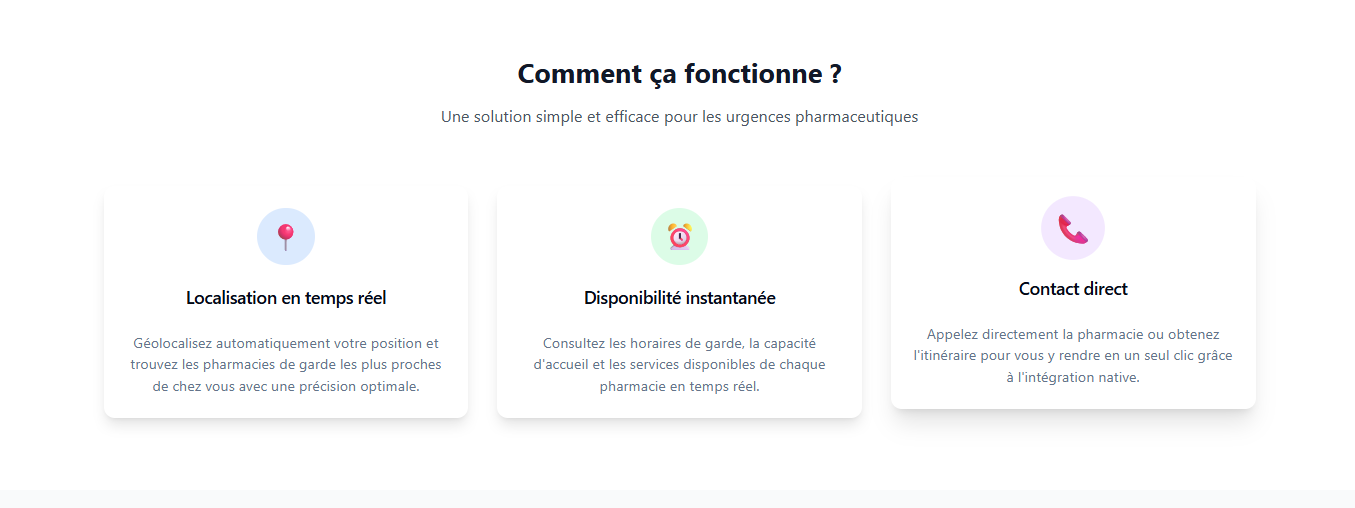 Comment ça fonctionne ?
Une solution simple et efficace pour les urgences pharmaceutiques
Localisation en temps réel
Géolocalisez automatiquement votre position et
trouvez les pharmacies de garde les plus proches
de chez vous avec une précision optimale.
Disponibilité instantanée
Consultez les horaires de garde, la capacité
d'accueil et les services disponibles de chaque
pharmacie en temps réel.
Contact direct
Appelez directement la pharmacie ou obtenez
l'itinéraire pour vous y rendre en un seul clic grâce
à l'intégration native.